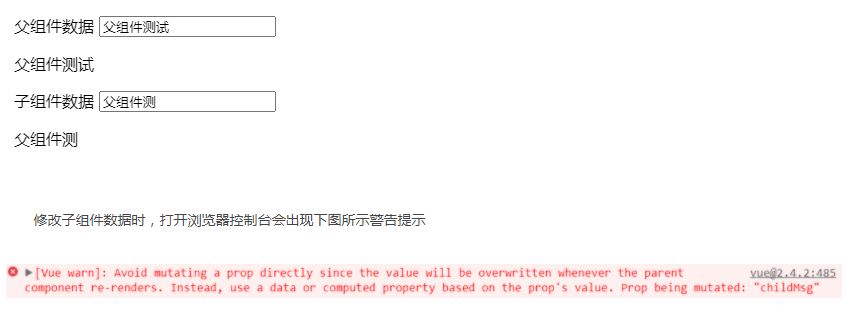 父组件数据 父组件测试
父组件测试
子组件数据 父组件测
父组件测
修改子组件数据时，打开浏览器控制台会出现下图所示警告提示
[Vue warn]: Avoid mutating a prop directly since the value will be overwritten whenever the parent vue@2.4.2:485
component re-renders. Instead, use a data or computed property based on the prop's value. Prop being mutated: "childMsg"